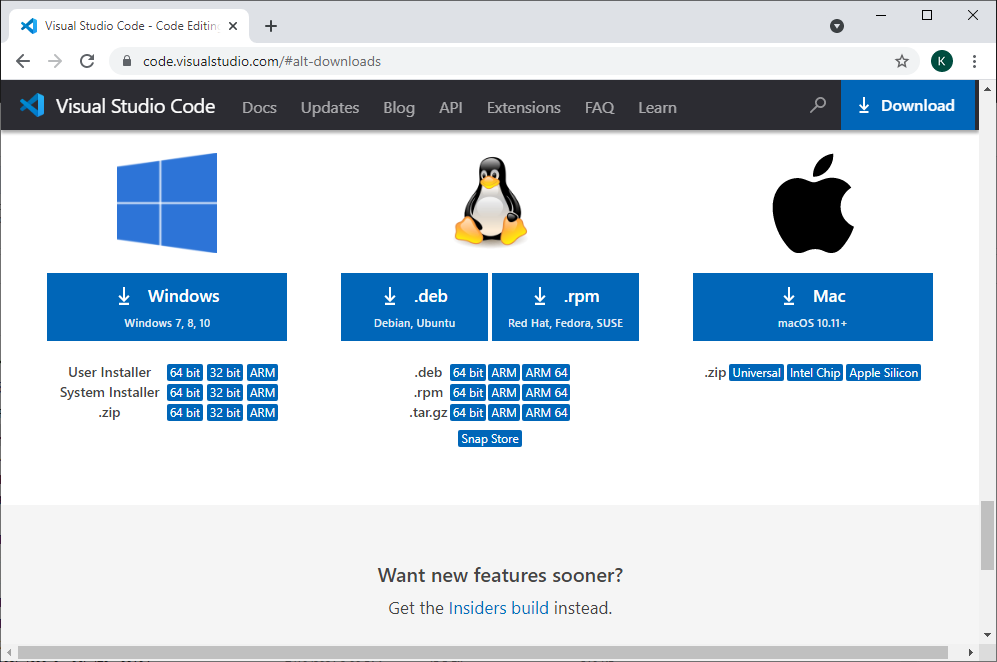 Visual Studio Code - Code Editing
code.visualstudio.com/#alt-downloads
K
Visual Studio Code Docs Updates Blog API Extensions FAQ Learn Download
Windows
Windows 7, 8, 10
.deb
Debian, Ubuntu
.rpm
Red Hat, Fedora, SUSE
Mac
macOS 10.11+
User Installer 64 bit 32 bit ARM
System Installer 64 bit 32 bit ARM
.zip 64 bit 32 bit ARM
.deb 64 bit ARM ARM 64
.rpm 64 bit ARM ARM 64
.tar.gz 64 bit ARM ARM 64
Snap Store
.zip Universal Intel Chip Apple Silicon
Want new features sooner?
Get the Insiders build instead.